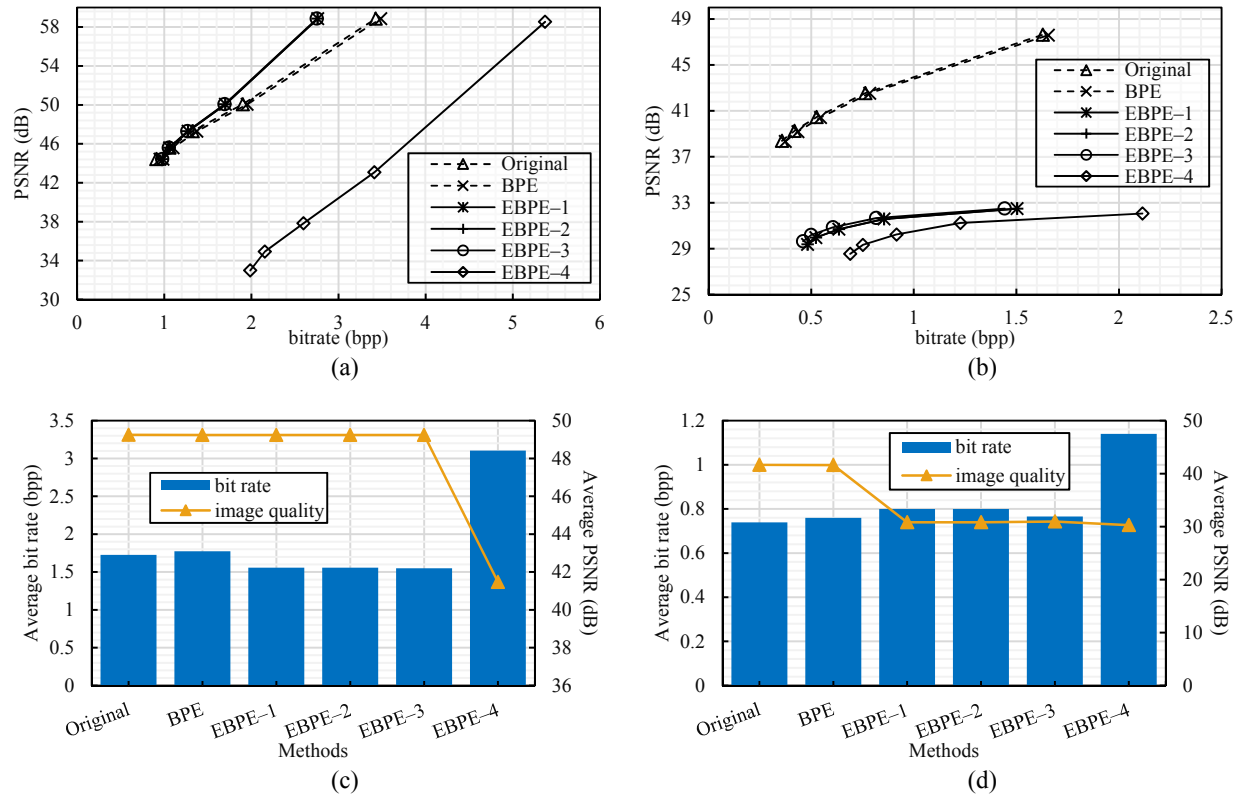 58
54
50
46
42
38
34
30
PSNR (dB)
0
1
2
3
4
5
6
bitrate (bpp)
Original
BPE
EBPE–1
EBPE–2
EBPE–3
EBPE–4
(a)
49
45
41
37
33
29
25
PSNR (dB)
0
0.5
1
1.5
2
2.5
bitrate (bpp)
Original
BPE
EBPE–1
EBPE–2
EBPE–3
EBPE–4
(b)
3.5
3
2.5
2
1.5
1
0.5
0
Average bit rate (bpp)
bit rate
image quality
50
48
46
44
42
40
38
36
Average PSNR (dB)
Original
BPE
EBPE–1
EBPE–2
EBPE–3
EBPE–4
Methods
(c)
1.2
1
0.8
0.6
0.4
0.2
0
Average bit rate (bpp)
bit rate
image quality
50
40
30
20
10
0
Average PSNR (dB)
Original
BPE
EBPE–1
EBPE–2
EBPE–3
EBPE–4
Methods
(d)